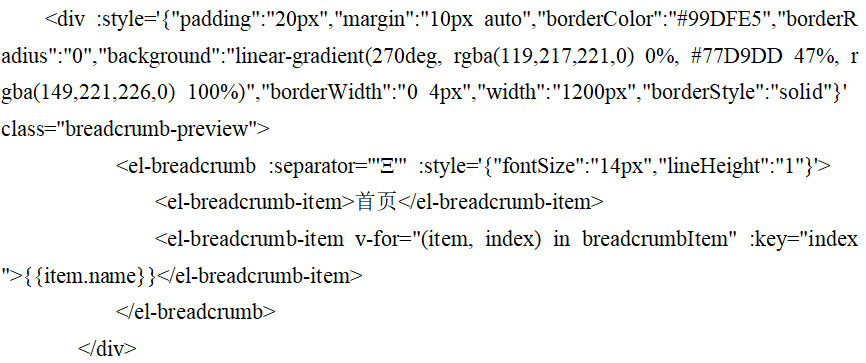 <div :style='{"padding":"20px","margin":"10px auto","borderColor":"#99DFE5","borderR
adius":"0","background":"linear-gradient(270deg, rgba(119,217,221,0) 0%, #77D9DD 47%, r
gba(149,221,226,0) 100%)","borderWidth":"0 4px","width":"1200px","borderStyle":"solid"}'
class="breadcrumb-preview">
<el-breadcrumb :separator="'Ξ'" :style='{"fontSize":"14px","lineHeight":"1"}'>
<el-breadcrumb-item>首页</el-breadcrumb-item>
<el-breadcrumb-item v-for="(item, index) in breadcrumbItem" :key="index
">{{item.name}}</el-breadcrumb-item>
</el-breadcrumb>
</div>